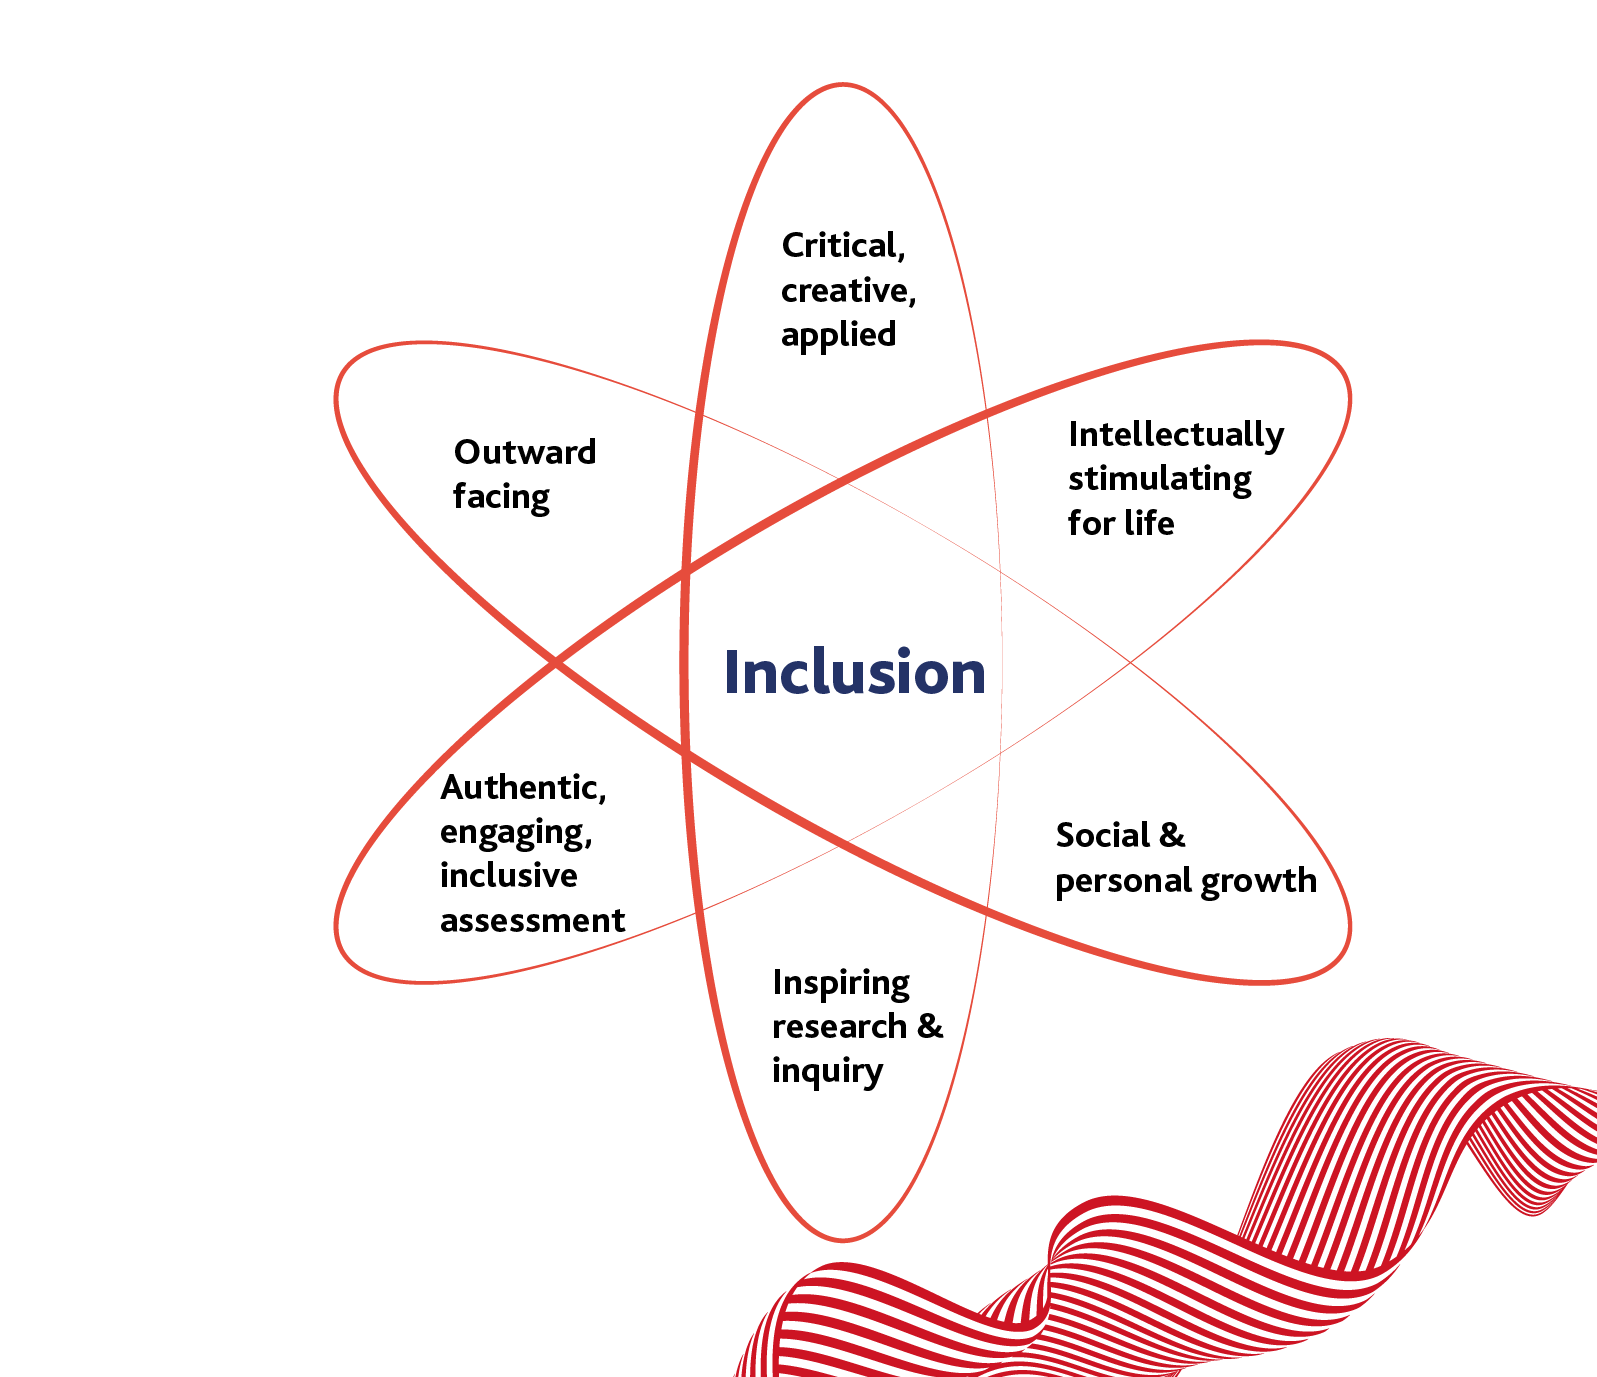 Critical,
creative,
applied
Outward
facing
Intellectually
stimulating
for life
Inclusion
Authentic,
engaging,
inclusive
assessment
Social &
personal growth
Inspiring
research &
inquiry